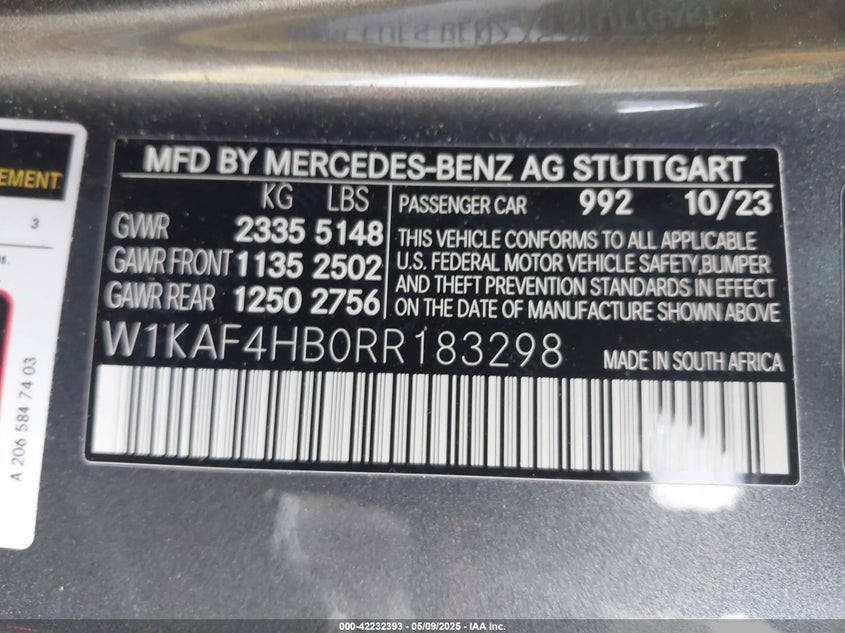 EMENT
3
A 206 584 74 03
MFD BY MERCEDES-BENZ AG STUTTGART
KG LBS
GVWR 2335 5148
GAWR FRONT 1135 2502
GAWR REAR 1250 2756
PASSENGER CAR 992 10/23
THIS VEHICLE CONFORMS TO ALL APPLICABLE
U.S. FEDERAL MOTOR VEHICLE SAFETY,BUMPER
AND THEFT PREVENTION STANDARDS IN EFFECT
ON THE DATE OF MANUFACTURE SHOWN ABOVE
W1KAF4HB0RR183298 MADE IN SOUTH AFRICA
000-42232393 - 05/09/2025 - IAA Inc.